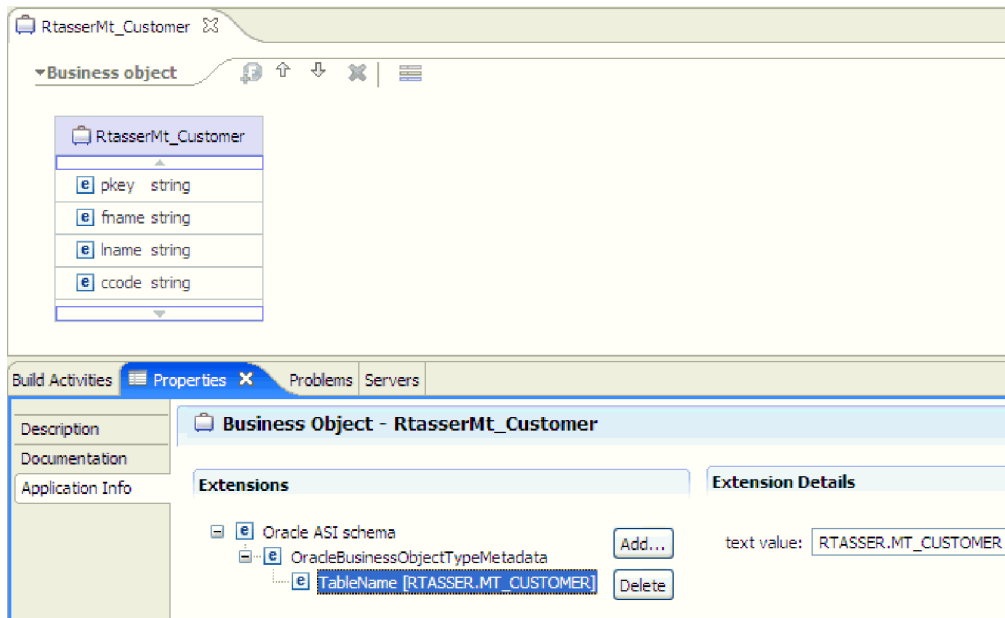 RtasserMt_Customer
Business object
RtasserMt_Customer
e pkey string
e fname string
e lname string
e ccode string
Build Activities Properties Problems Servers
Description
Documentation
Application Info
Business Object - RtasserMt_Customer
Extensions
Extension Details
e Oracle ASI schema
e OracleBusinessObjectTypeMetadata
e TableName [RTASSER.MT_CUSTOMER]
Add...
Delete
text value: RTASSER.MT_CUSTOMER